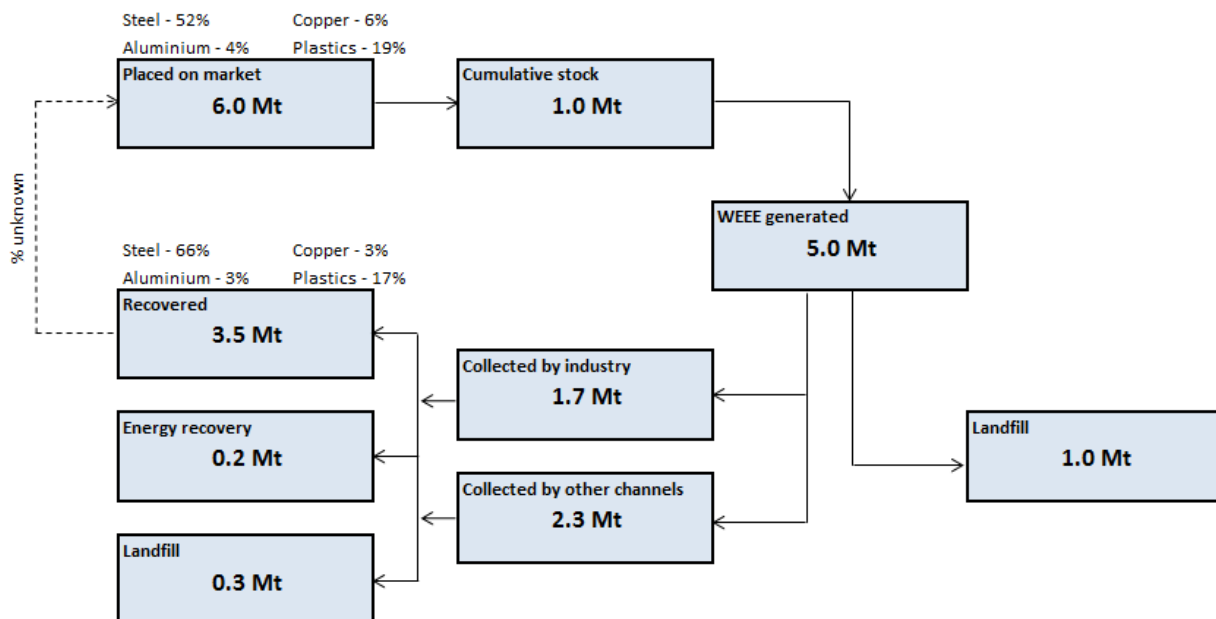 Steel - 52% Copper - 6%
Aluminium - 4% Plastics - 19%
Placed on market
6.0 Mt
Cumulative stock
1.0 Mt
WEEE generated
5.0 Mt
% unknown
Steel - 66% Copper - 3%
Aluminium - 3% Plastics - 17%
Recovered
3.5 Mt
Collected by industry
1.7 Mt
Energy recovery
0.2 Mt
Landfill
1.0 Mt
Collected by other channels
2.3 Mt
Landfill
0.3 Mt